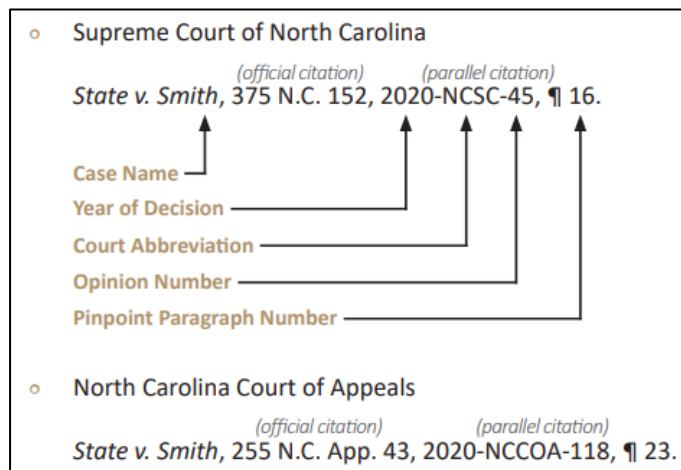 Supreme Court of North Carolina
(official citation) (parallel citation)
State v. Smith, 375 N.C. 152, 2020-NCSC-45, ¶ 16.
Case Name
Year of Decision
Court Abbreviation
Opinion Number
Pinpoint Paragraph Number
North Carolina Court of Appeals
(official citation) (parallel citation)
State v. Smith, 255 N.C. App. 43, 2020-NCCOA-118, ¶ 23.